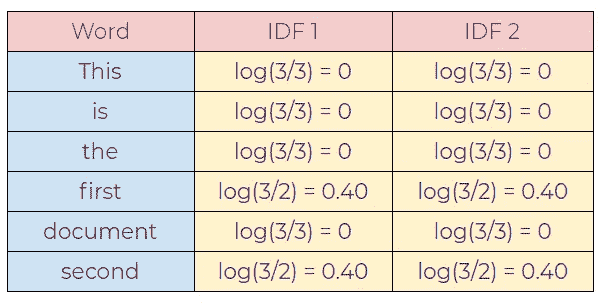 Word IDF 1 IDF 2
This log(3/3) = 0 log(3/3) = 0
is log(3/3) = 0 log(3/3) = 0
the log(3/3) = 0 log(3/3) = 0
first log(3/2) = 0.40 log(3/2) = 0.40
document log(3/3) = 0 log(3/3) = 0
second log(3/2) = 0.40 log(3/2) = 0.40